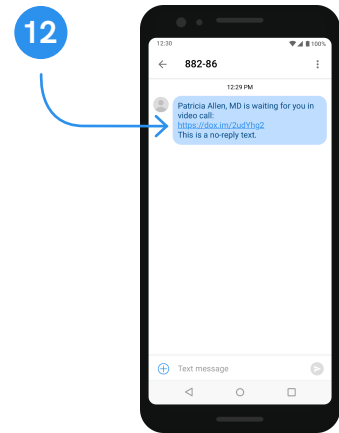 12
12:30
100%
882-86
12:29 PM
Patricia Allen, MD is waiting for you in
video call:
https://dox.im/2udYhg2
This is a no-reply text.
Text message